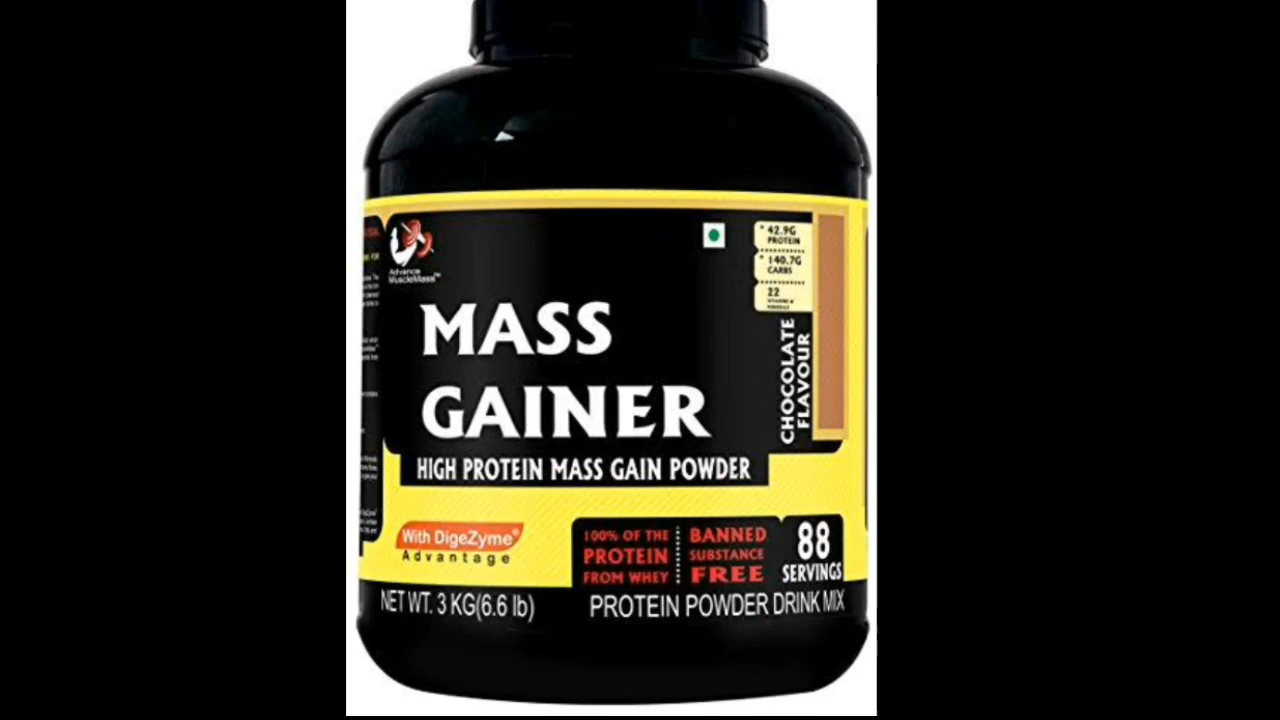 Advance
MuscleMass™
42.9G
PROTEIN
140.7G
CARBS
22
MASS
GAINER
CHOCOLATE
FLAVOUR
HIGH PROTEIN MASS GAIN POWDER
With DigeZyme®
Advantage
100% OF THE
PROTEIN
FROM WHEY
BANNED
SUBSTANCE
FREE
88
SERVINGS
NET WT. 3 KG(6.6 lb)
PROTEIN POWDER DRINK MIX